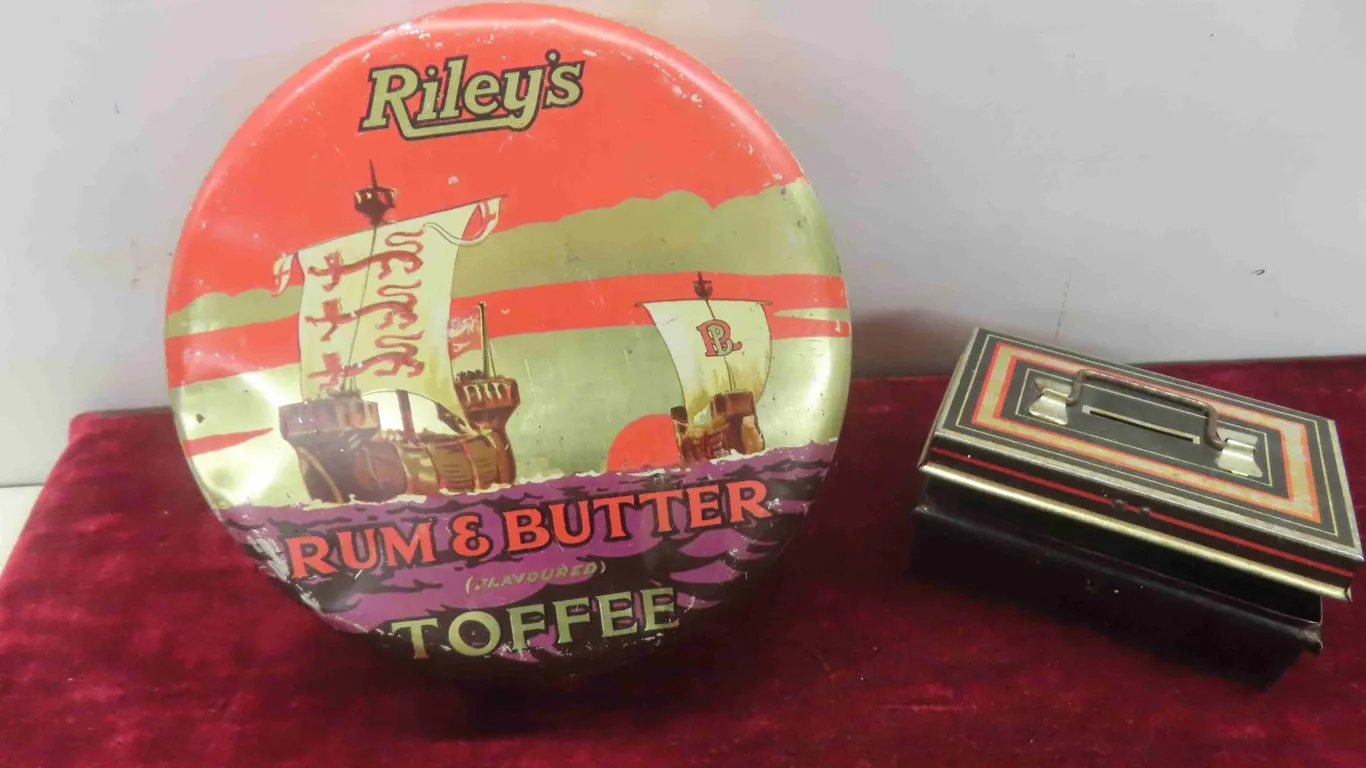 Riley's
RUM & BUTTER
(FLAVOURED)
TOFFEE